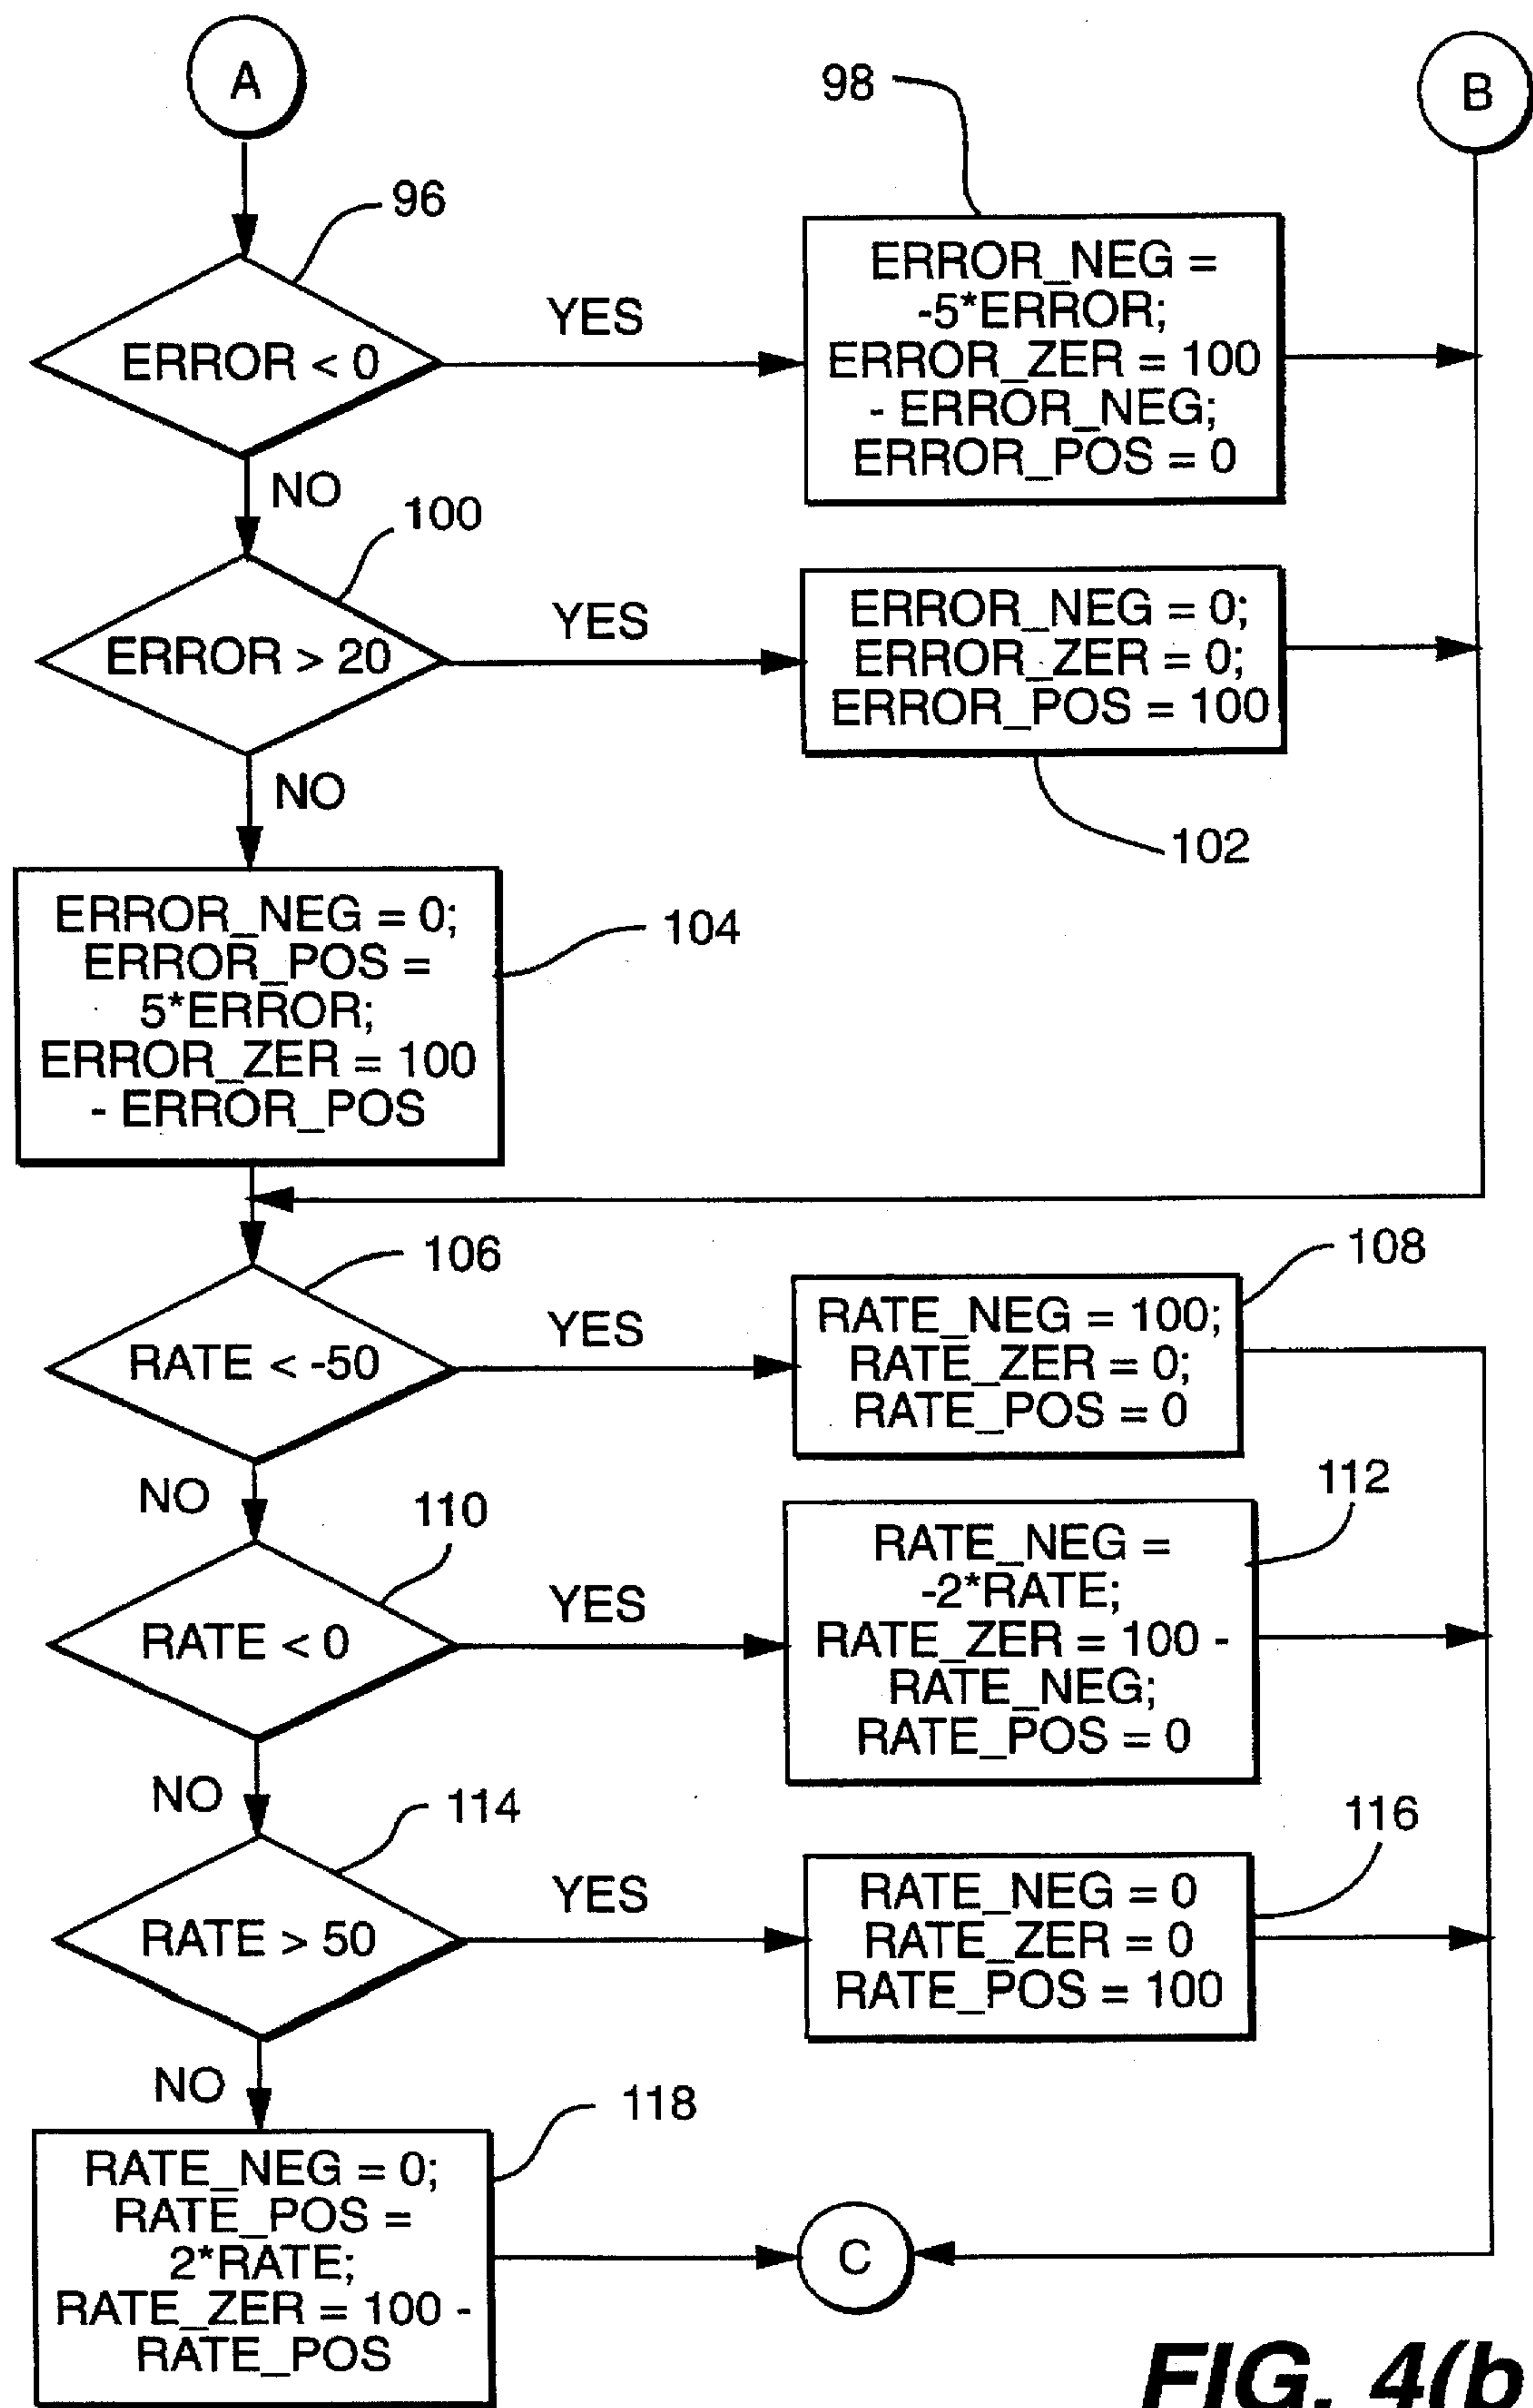 A
B
98
96
ERROR < 0
YES
ERROR_NEG =
-5*ERROR;
ERROR_ZER = 100
- ERROR_NEG;
ERROR_POS = 0
NO
100
ERROR > 20
YES
ERROR_NEG = 0;
ERROR_ZER = 0;
ERROR_POS = 100
NO
102
ERROR_NEG = 0;
ERROR_POS =
5*ERROR;
ERROR_ZER = 100
- ERROR_POS
104
106
RATE < -50
YES
108
RATE_NEG = 100;
RATE_ZER = 0;
RATE_POS = 0
NO
110
RATE < 0
YES
112
RATE_NEG =
-2*RATE;
RATE_ZER = 100 -
RATE_NEG;
RATE_POS = 0
NO
114
RATE > 50
YES
116
RATE_NEG = 0
RATE_ZER = 0
RATE_POS = 100
NO
118
RATE_NEG = 0;
RATE_POS =
2*RATE;
RATE_ZER = 100 -
RATE_POS
C
FIG. 4(b